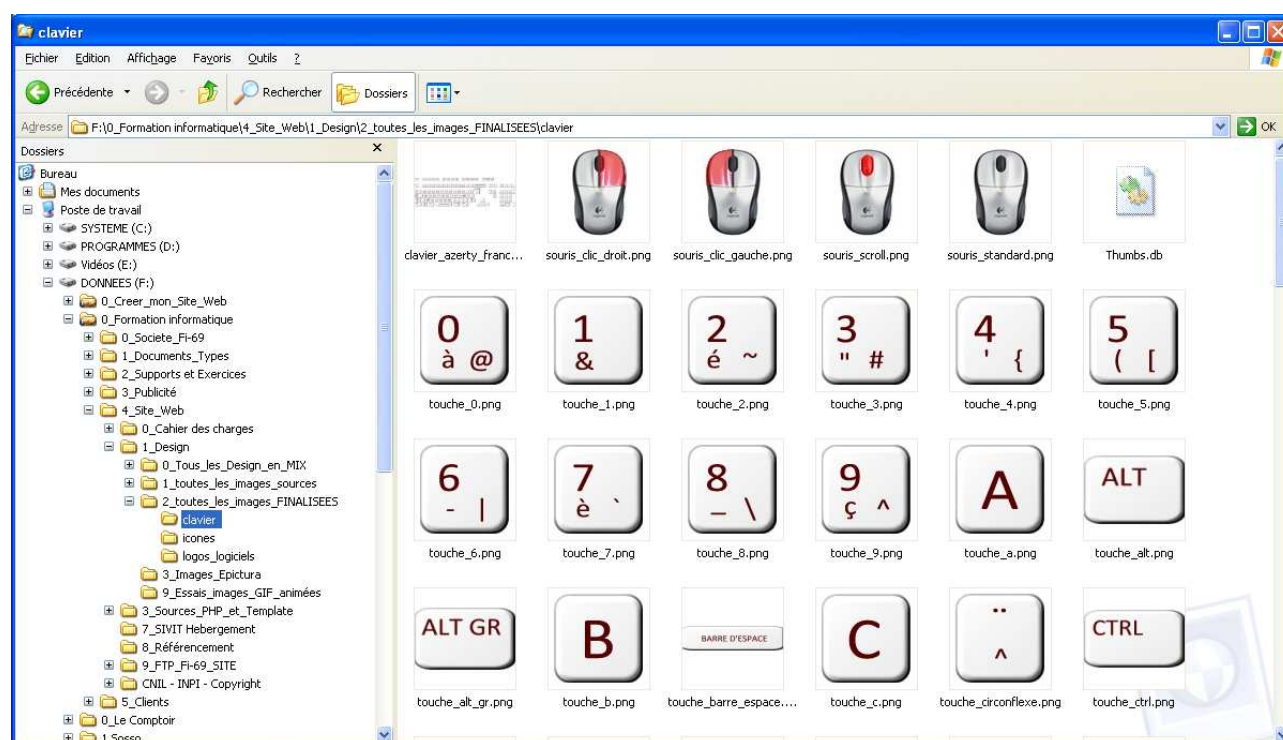 clavier
Fichier Edition Affichage Favoris Outils ?
Précédente Rechercher Dossiers
Adresse F:\0_Formation informatique\4_Site_Web\1_Design\2_toutes_les_images_FINALISEES\clavier OK
Dossiers x
Bureau
Mes documents
Poste de travail
SYSTEME (C:)
PROGRAMMES (D:)
Vidéos (E:)
DONNEES (F:)
0_Creer_mon_Site_Web
0_Formation informatique
0_Societe_Fi-69
1_Documents_Types
2_Supports et Exercices
3_Publicité
4_Site_Web
0_Cahier des charges
1_Design
0_Tous_les_Design_en_MIX
1_toutes_les_images_sources
2_toutes_les_images_FINALISEES
clavier
icones
logos_logiciels
3_Images_Epictura
9_Essais_images_GIF_animées
3_Sources_PHP_et_Template
7_SIVIT Hebergement
8_Référencement
9_FTP_Fi-69_SITE
CNIL - INPI - Copyright
5_Clients
0_Le Comptoir
1 Sosso
clavier_azerty_franc... souris_clic_droit.png souris_clic_gauche.png souris_scroll.png souris_standard.png Thumbs.db
0 1 2 3 4 5
à @ & é ~ " # ' { ( [
touche_0.png touche_1.png touche_2.png touche_3.png touche_4.png touche_5.png
6 7 8 9 A ALT
- | è ` _ \ ç ^
touche_6.png touche_7.png touche_8.png touche_9.png touche_a.png touche_alt.png
ALT GR B BARRE D'ESPACE C ¨ CTRL
^
touche_alt_gr.png touche_b.png touche_barre_espace.... touche_c.png touche_circonflexe.png touche_ctrl.png